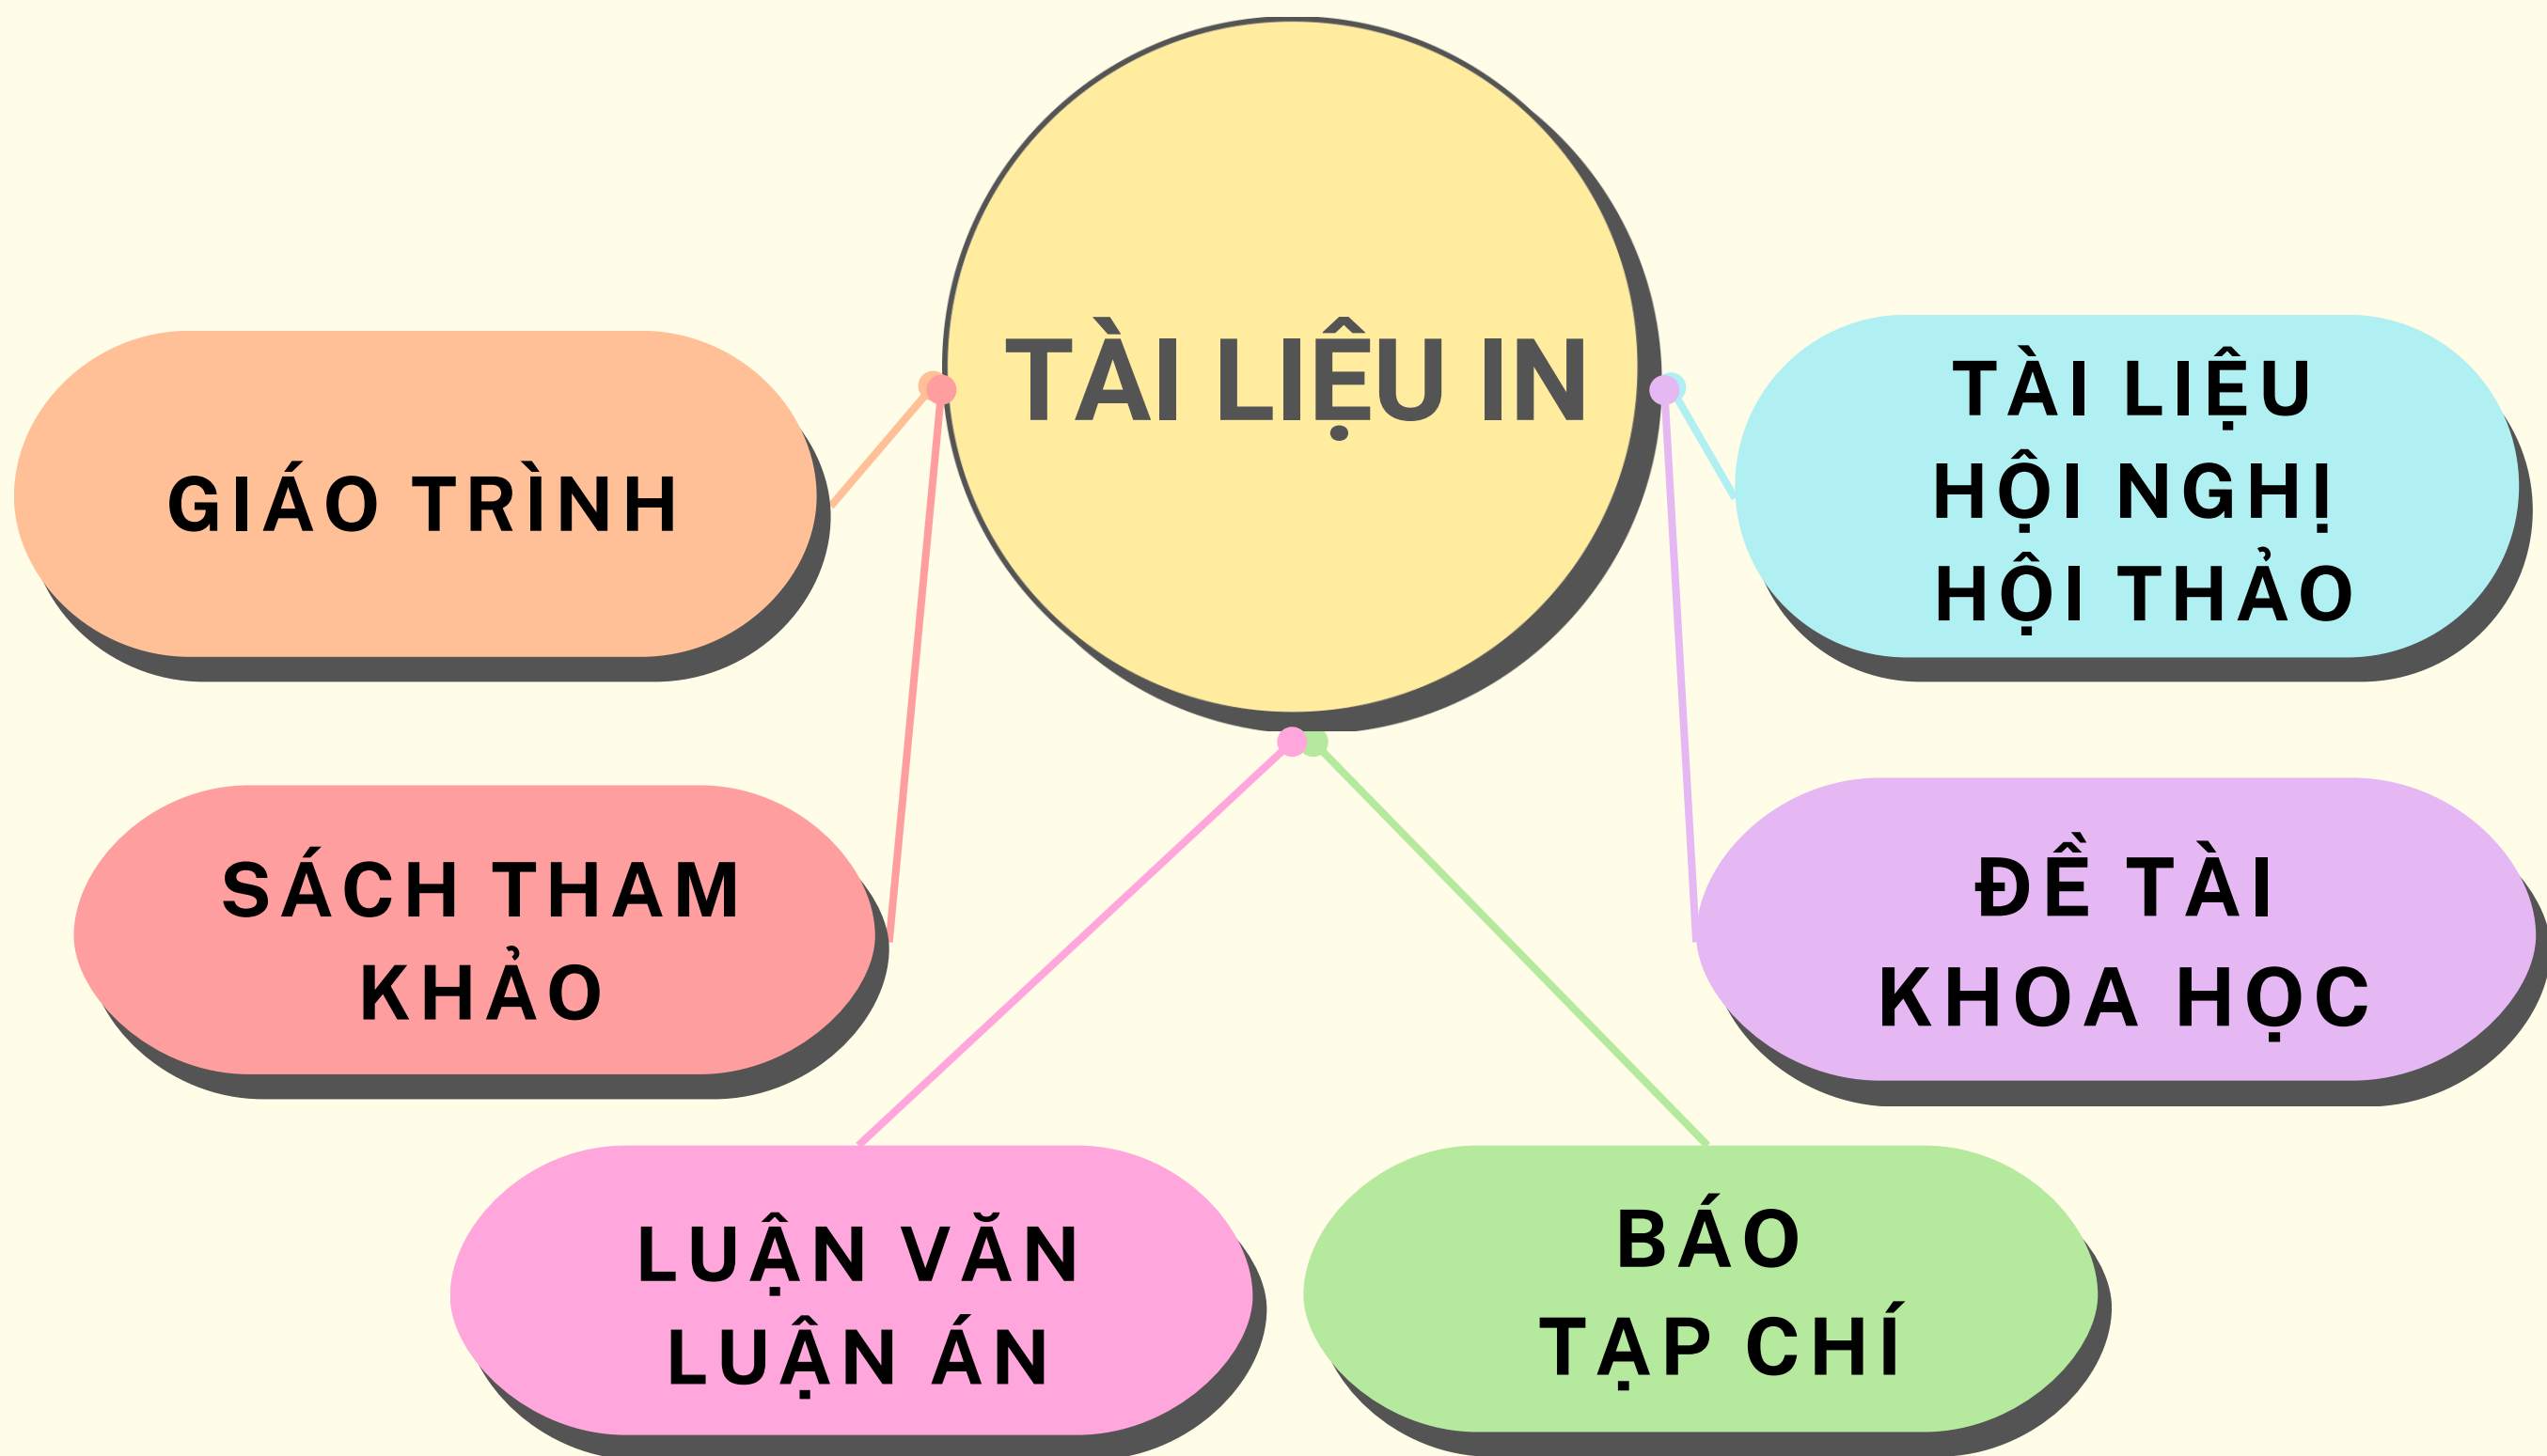 TÀI LIỆU IN
GIÁO TRÌNH
TÀI LIỆU
HỘI NGHỊ
HỘI THẢO
SÁCH THAM
KHẢO
ĐỀ TÀI
KHOA HỌC
LUẬN VĂN
LUẬN ÁN
BÁO
TẠP CHÍ